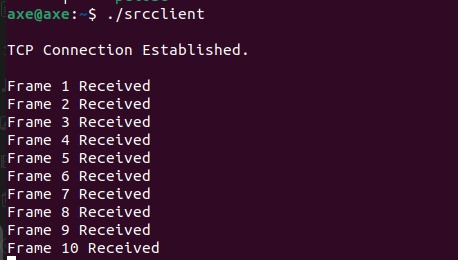 axe@axe:~$ ./srcclient
TCP Connection Established.
Frame 1 Received
Frame 2 Received
Frame 3 Received
Frame 4 Received
Frame 5 Received
Frame 6 Received
Frame 7 Received
Frame 8 Received
Frame 9 Received
Frame 10 Received